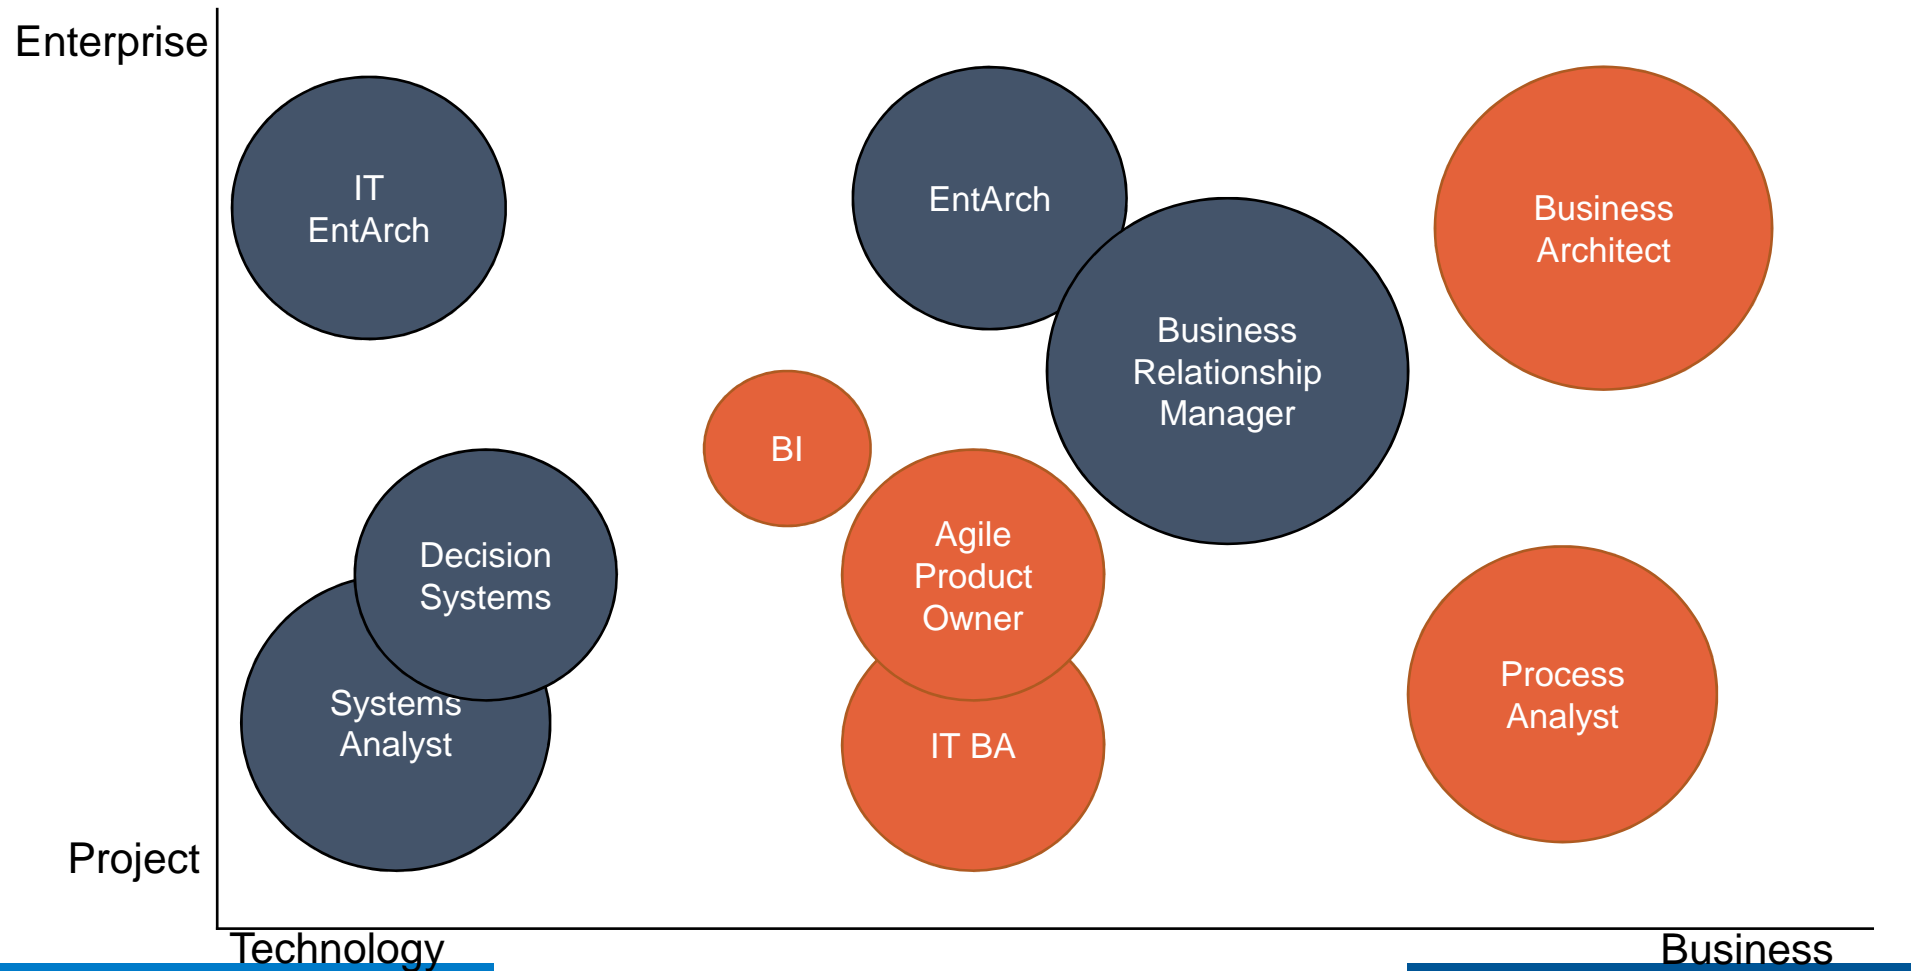 Enterprise
IT
EntArch
EntArch
Business
Architect
Business
Relationship
Manager
BI
Decision
Systems
Agile
Product
Owner
Systems
Analyst
IT BA
Process
Analyst
Project
Technology
Business